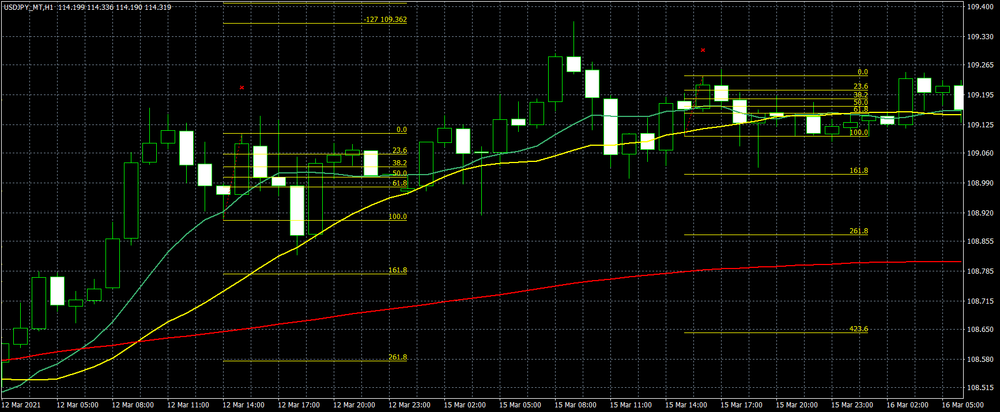 USDJPY_MT,H1 114.199 114.336 114.190 114.319
-127 109.362
0.0
23.6
38.2
50.0
61.8
100.0
161.8
261.8
0.0
23.6
38.2
50.0
61.8
100.0
161.8
261.8
423.6
109.400
109.330
109.265
109.195
109.125
109.060
108.990
108.920
108.855
108.785
108.715
108.650
108.580
108.515
12 Mar 2021
12 Mar 05:00
12 Mar 08:00
12 Mar 11:00
12 Mar 14:00
12 Mar 17:00
12 Mar 20:00
12 Mar 23:00
15 Mar 02:00
15 Mar 05:00
15 Mar 08:00
15 Mar 11:00
15 Mar 14:00
15 Mar 17:00
15 Mar 20:00
15 Mar 23:00
16 Mar 02:00
16 Mar 05:00